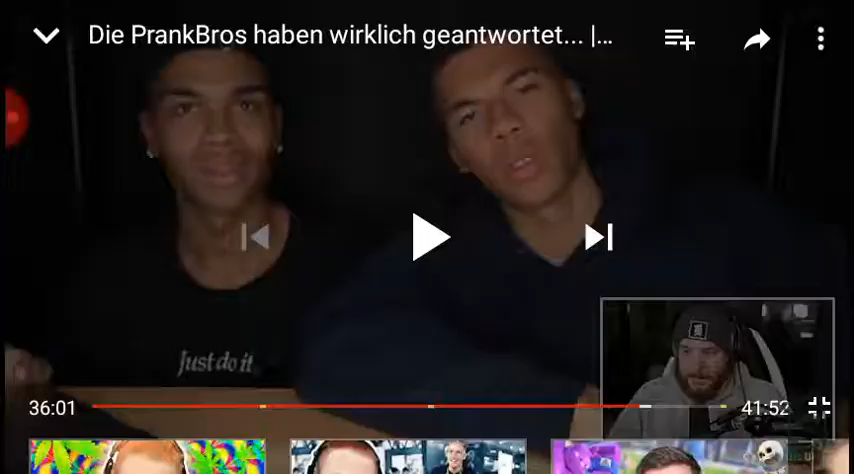 Die PrankBros haben wirklich geantwortet... |...
Just do it
36:01
41:52